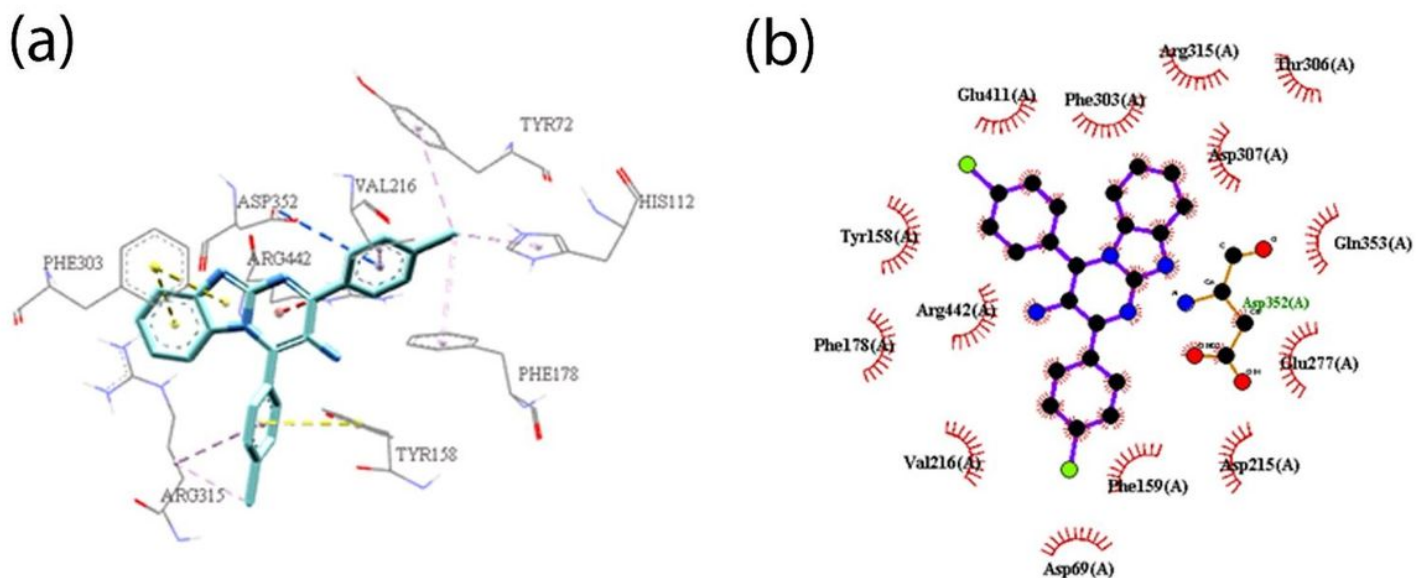 (a)
TYR72
ASP352
VAL216
HIS112
PHE303
ARG442
PHE178
TYR158
ARG315
(b)
Arg315(A)
Thr306(A)
Glu411(A)
Phe303(A)
Asp307(A)
Tyr158(A)
Gln353(A)
Asp352(A)
Arg442(A)
Phe178(A)
Glu277(A)
Val216(A)
Phe159(A)
Asp215(A)
Asp69(A)